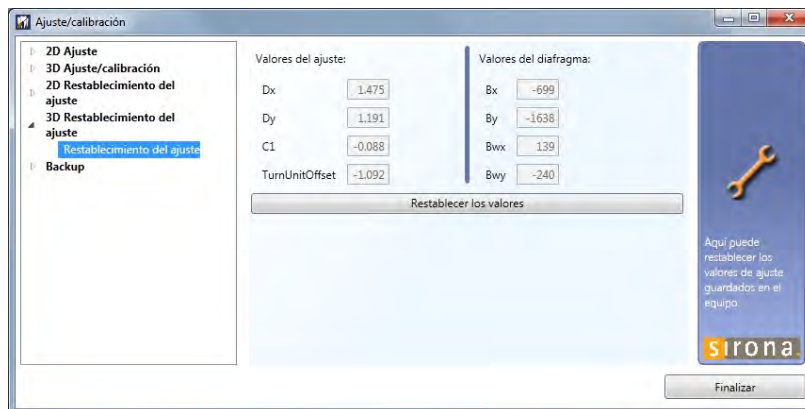 Ajuste/calibración
2D Ajuste
3D Ajuste/calibración
2D Restablecimiento del
ajuste
3D Restablecimiento del
ajuste
Restablecimiento del ajuste
Backup
Valores del ajuste:
Dx 1.475
Dy 1.191
C1 -0.088
TurnUnitOffset -1.092
Valores del diafragma:
Bx -699
By -1638
Bwx 139
Bwy -240
Restablecer los valores
Aquí puede
restablecer los
valores de ajuste
guardados en el
equipo.
sirona.
Finalizar